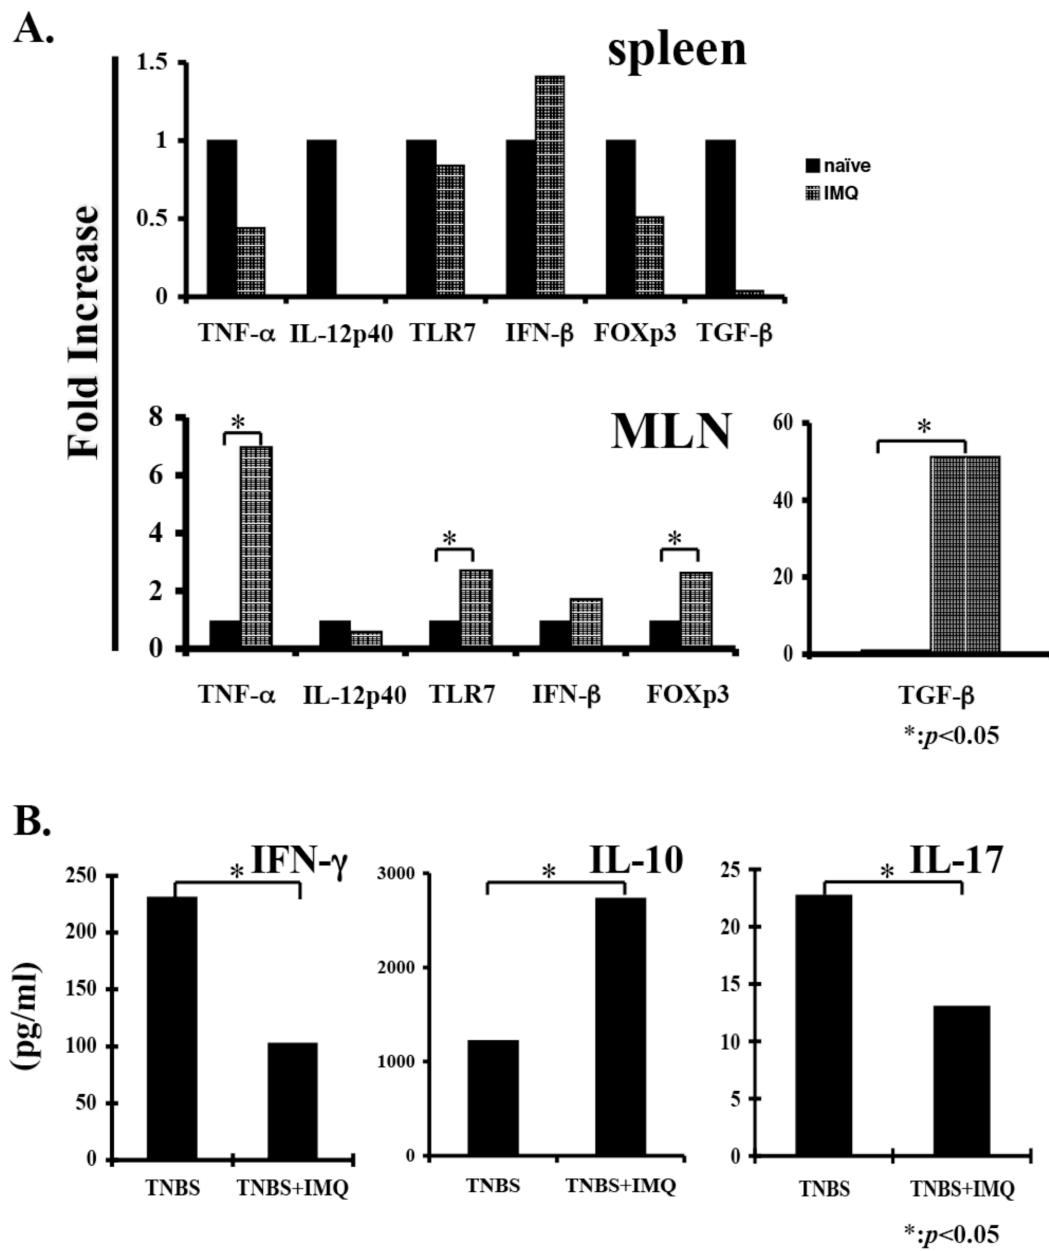 A.
spleen
Fold Increase
1.5
1
0.5
0
naïve
IMQ
TNF-α IL-12p40 TLR7 IFN-β FOXp3 TGF-β
MLN
8
6
4
2
0
*
*
*
TNF-α IL-12p40 TLR7 IFN-β FOXp3
60
40
20
0
*
TGF-β
*:p<0.05
B.
(pg/ml)
IFN-γ
250
200
150
100
50
0
*
TNBS TNBS+IMQ
IL-10
3000
2000
1000
0
*
TNBS TNBS+IMQ
IL-17
25
20
15
10
5
0
*
TNBS TNBS+IMQ
*:p<0.05